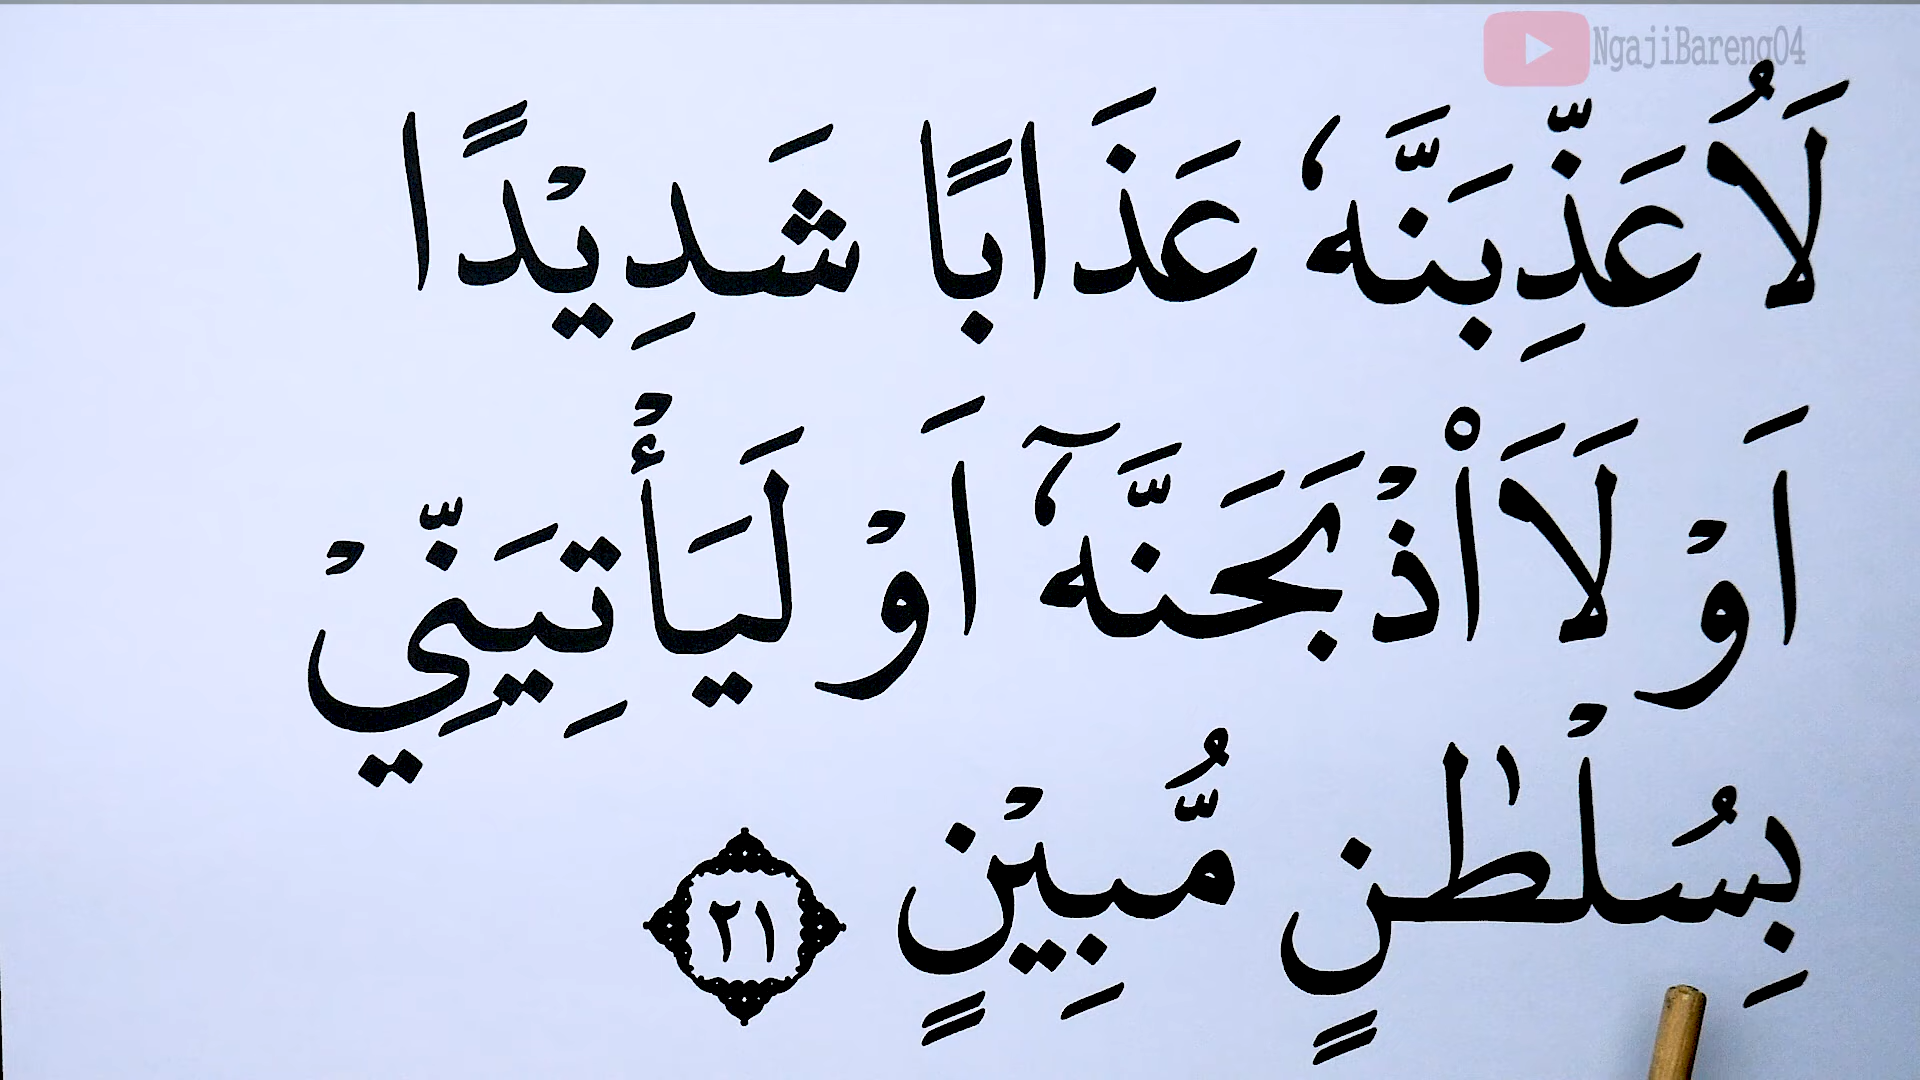 NgajiBareng04
لَاُعَذِّبَنَّهٗ عَذَابًا شَدِيْدًا
اَوْ لَاَا۟ذْبَحَنَّهٗٓ اَوْ لَيَأْتِيَنِّيْ
بِسُلْطٰنٍ مُّبِيْنٍ ٢١